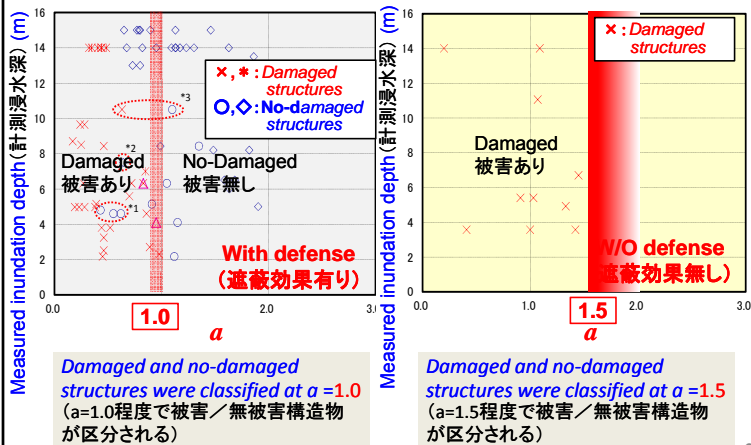 Measured inundation depth(計測浸水深) (m)
16
14
12
10
8
6
4
2
0
0.0
1.0
2.0
3.0
a
×,＊: Damaged
structures
○,◇: No-damaged
structures
*3
*2
*1
Damaged
被害あり
No-Damaged
被害無し
With defense
(遮蔽効果有り)
Damaged and no-damaged
structures were classified at a =1.0
（a=1.0程度で被害／無被害構造物
が区分される）
Measured inundation depth(計測浸水深) (m)
16
14
12
10
8
6
4
2
0
0.0
1.0
1.5
2.0
3.0
a
×: Damaged
structures
Damaged
被害あり
W/O defense
(遮蔽効果無し)
Damaged and no-damaged
structures were classified at a =1.5
（a=1.5程度で被害／無被害構造物
が区分される）